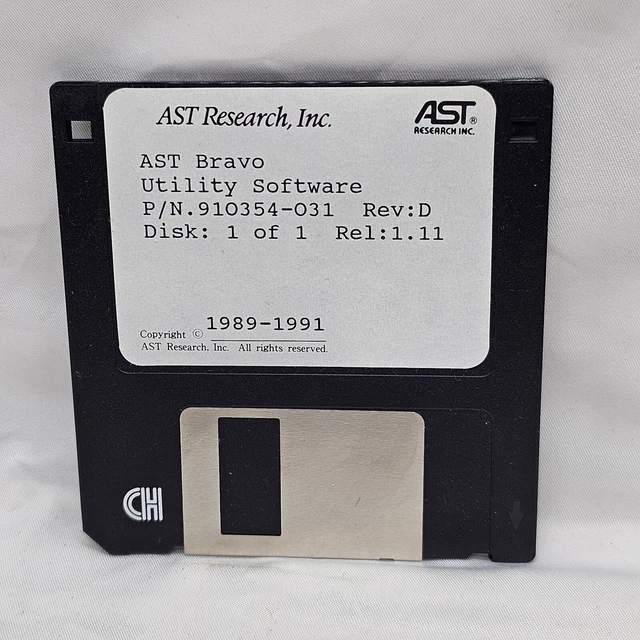 AST Research, Inc.
AST®
RESEARCH INC.
AST Bravo
Utility Software
P/N.910354-031 Rev:D
Disk: 1 of 1 Rel:1.11
Copyright © 1989-1991
AST Research, Inc. All rights reserved.
CH